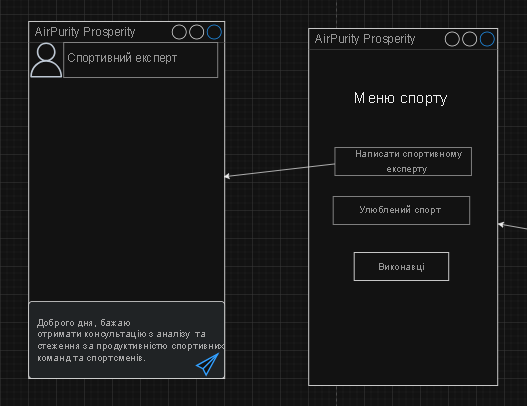 AirPurity Prosperity
Спортивний експерт
Доброго дня, бажаю
отримати консультацію з аналізу та
стеження за продуктивністю спортивних
команд та спортсменів.
AirPurity Prosperity
Меню спорту
Написати спортивному
експерту
Улюблений спорт
Виконавці